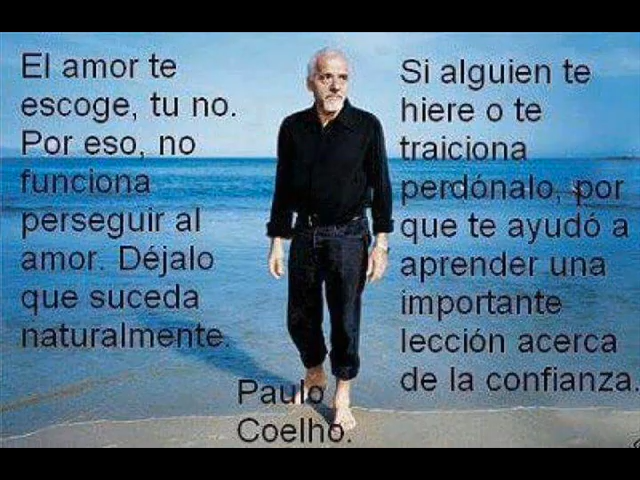 El amor te
escoge, tu no.
Por eso, no
funciona
perseguir al
amor. Déjalo
que suceda
naturalmente.
Si alguien te
hiere o te
traiciona
perdónalo, por
que te ayudó a
aprender una
importante
lección acerca
de la confianza.
Paulo
Coelho.